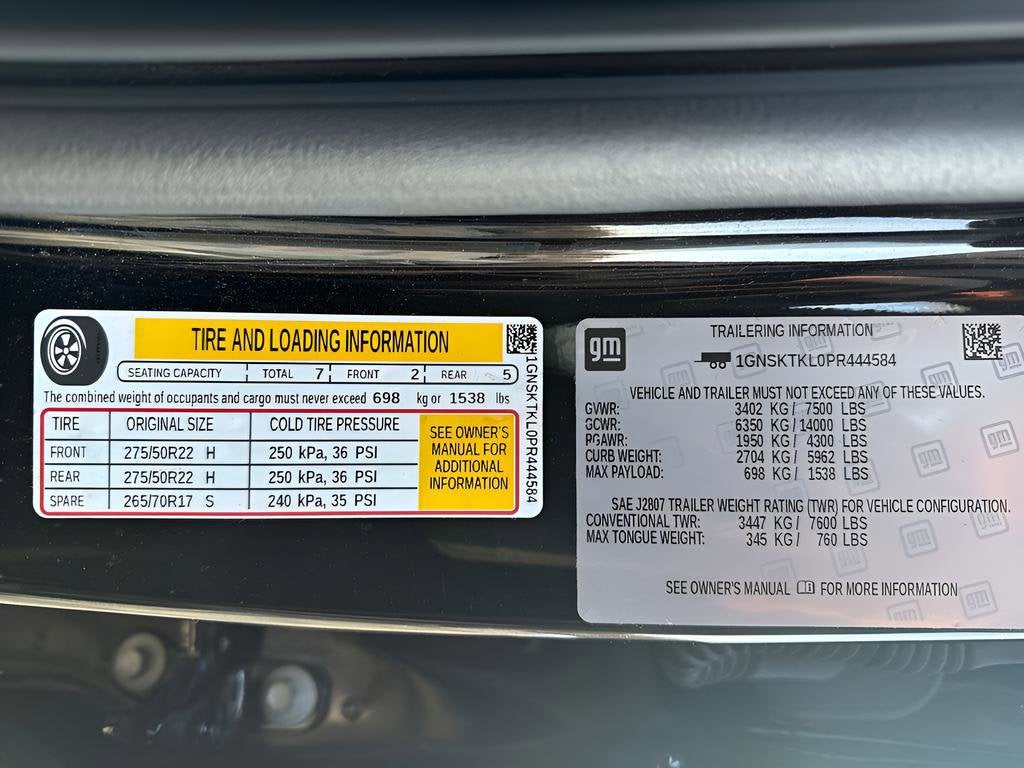 TIRE AND LOADING INFORMATION
SEATING CAPACITY TOTAL 7 FRONT 2 REAR 5
The combined weight of occupants and cargo must never exceed 698 kg or 1538 lbs
TIRE ORIGINAL SIZE COLD TIRE PRESSURE
FRONT 275/50R22 H 250 kPa, 36 PSI
REAR 275/50R22 H 250 kPa, 36 PSI
SPARE 265/70R17 S 240 kPa, 35 PSI
SEE OWNER'S
MANUAL FOR
ADDITIONAL
INFORMATION
1GNSKTKL0PR444584
gm
TRAILERING INFORMATION
1GNSKTKL0PR444584
VEHICLE AND TRAILER MUST NOT EXCEED ANY OF THESE VALUES.
GVWR: 3402 KG / 7500 LBS
GCWR: 6350 KG / 14000 LBS
RGAWR: 1950 KG / 4300 LBS
CURB WEIGHT: 2704 KG / 5962 LBS
MAX PAYLOAD: 698 KG / 1538 LBS
SAE J2807 TRAILER WEIGHT RATING (TWR) FOR VEHICLE CONFIGURATION.
CONVENTIONAL TWR: 3447 KG / 7600 LBS
MAX TONGUE WEIGHT: 345 KG / 760 LBS
SEE OWNER'S MANUAL FOR MORE INFORMATION